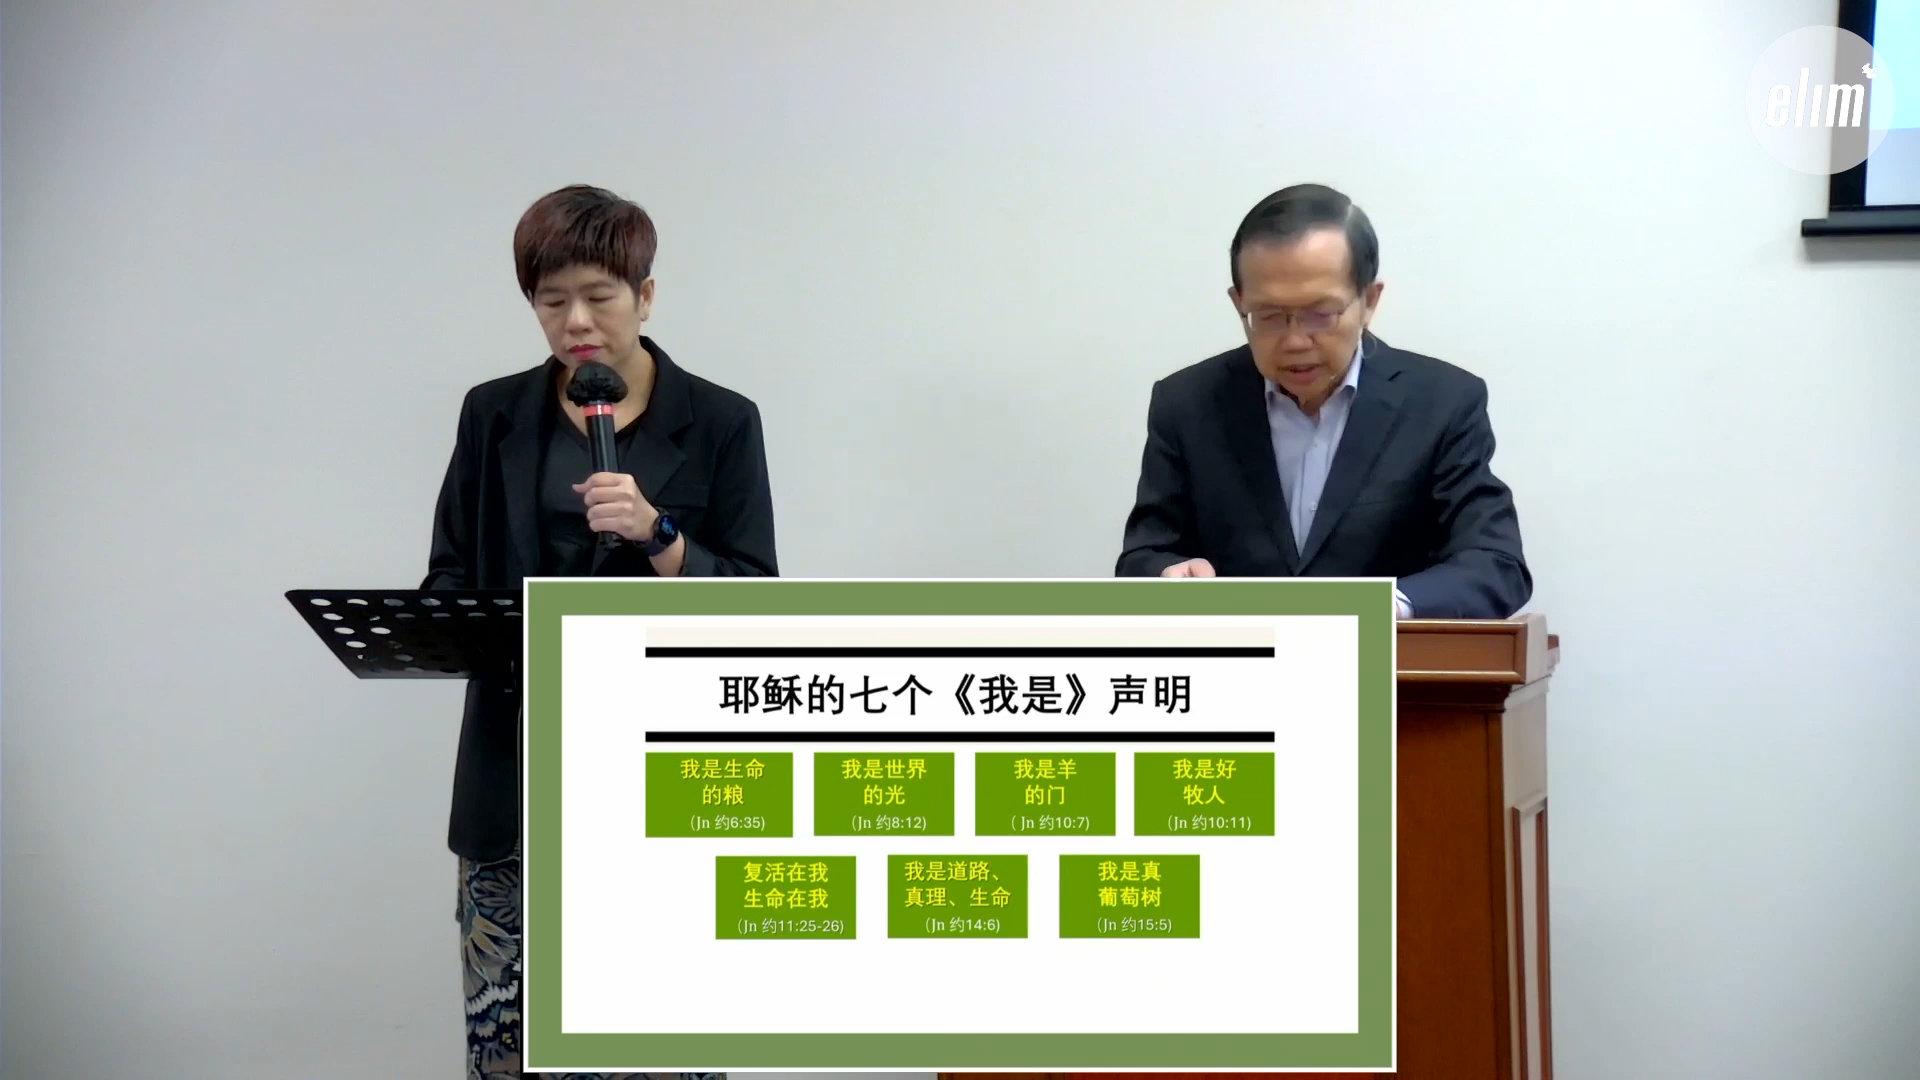 elim
耶稣的七个《我是》声明
我是生命
的粮
(Jn 约6:35)
我是世界
的光
(Jn 约8:12)
我是羊
的门
( Jn 约10:7)
我是好
牧人
(Jn 约10:11)
复活在我
生命在我
(Jn 约11:25-26)
我是道路、
真理、生命
(Jn 约14:6)
我是真
葡萄树
(Jn 约15:5)